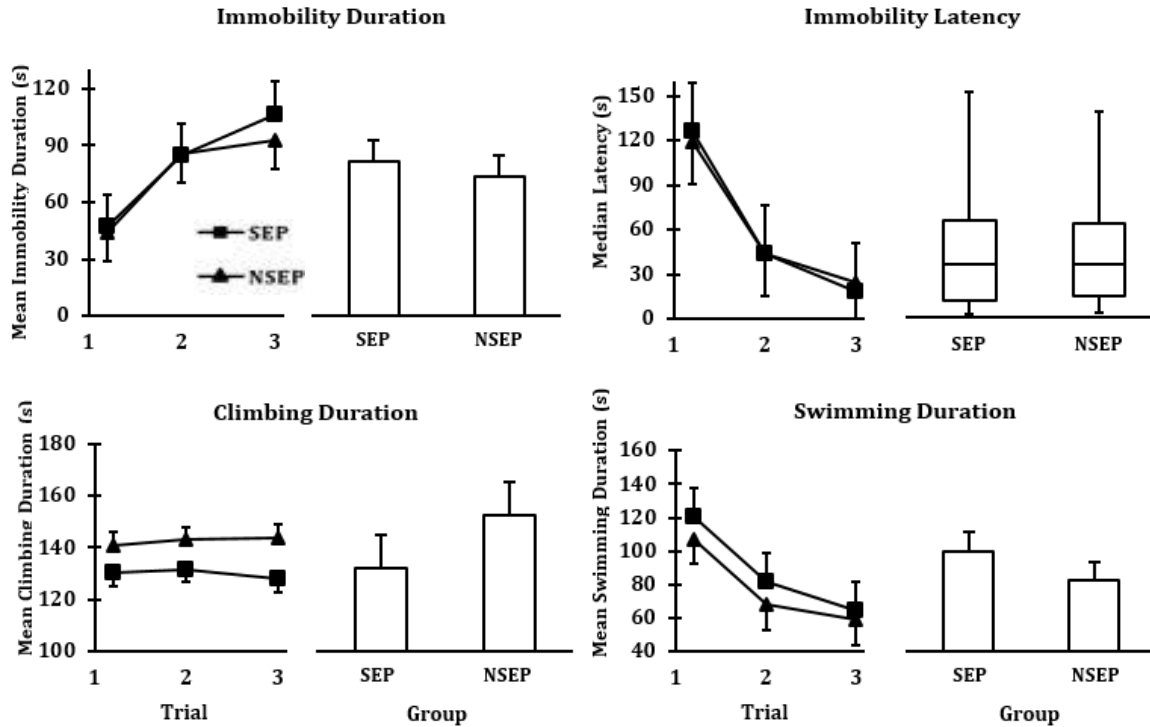 Immobility Duration
Mean Immobility Duration (s)
120
90
60
30
0
SEP
NSEP
1 2 3
SEP NSEP
Immobility Latency
Median Latency (s)
150
120
90
60
30
0
1 2 3
SEP NSEP
Climbing Duration
Mean Climbing Duration (s)
180
160
140
120
100
1 2 3
SEP NSEP
Trial Group
Swimming Duration
Mean Swimming Duration (s)
160
140
120
100
80
60
40
1 2 3
SEP NSEP
Trial Group